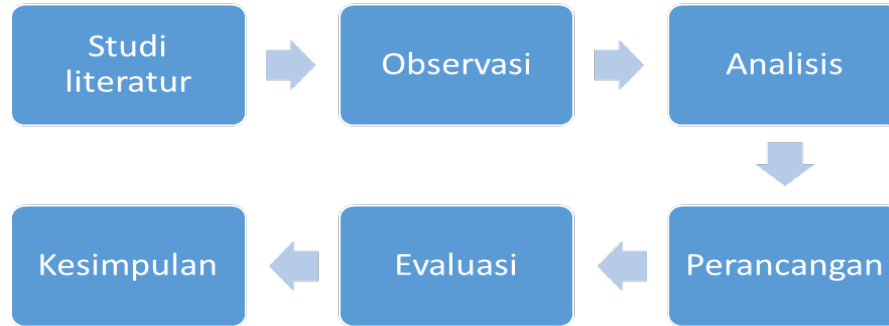 Studi
literatur
Observasi
Analisis
Perancangan
Evaluasi
Kesimpulan